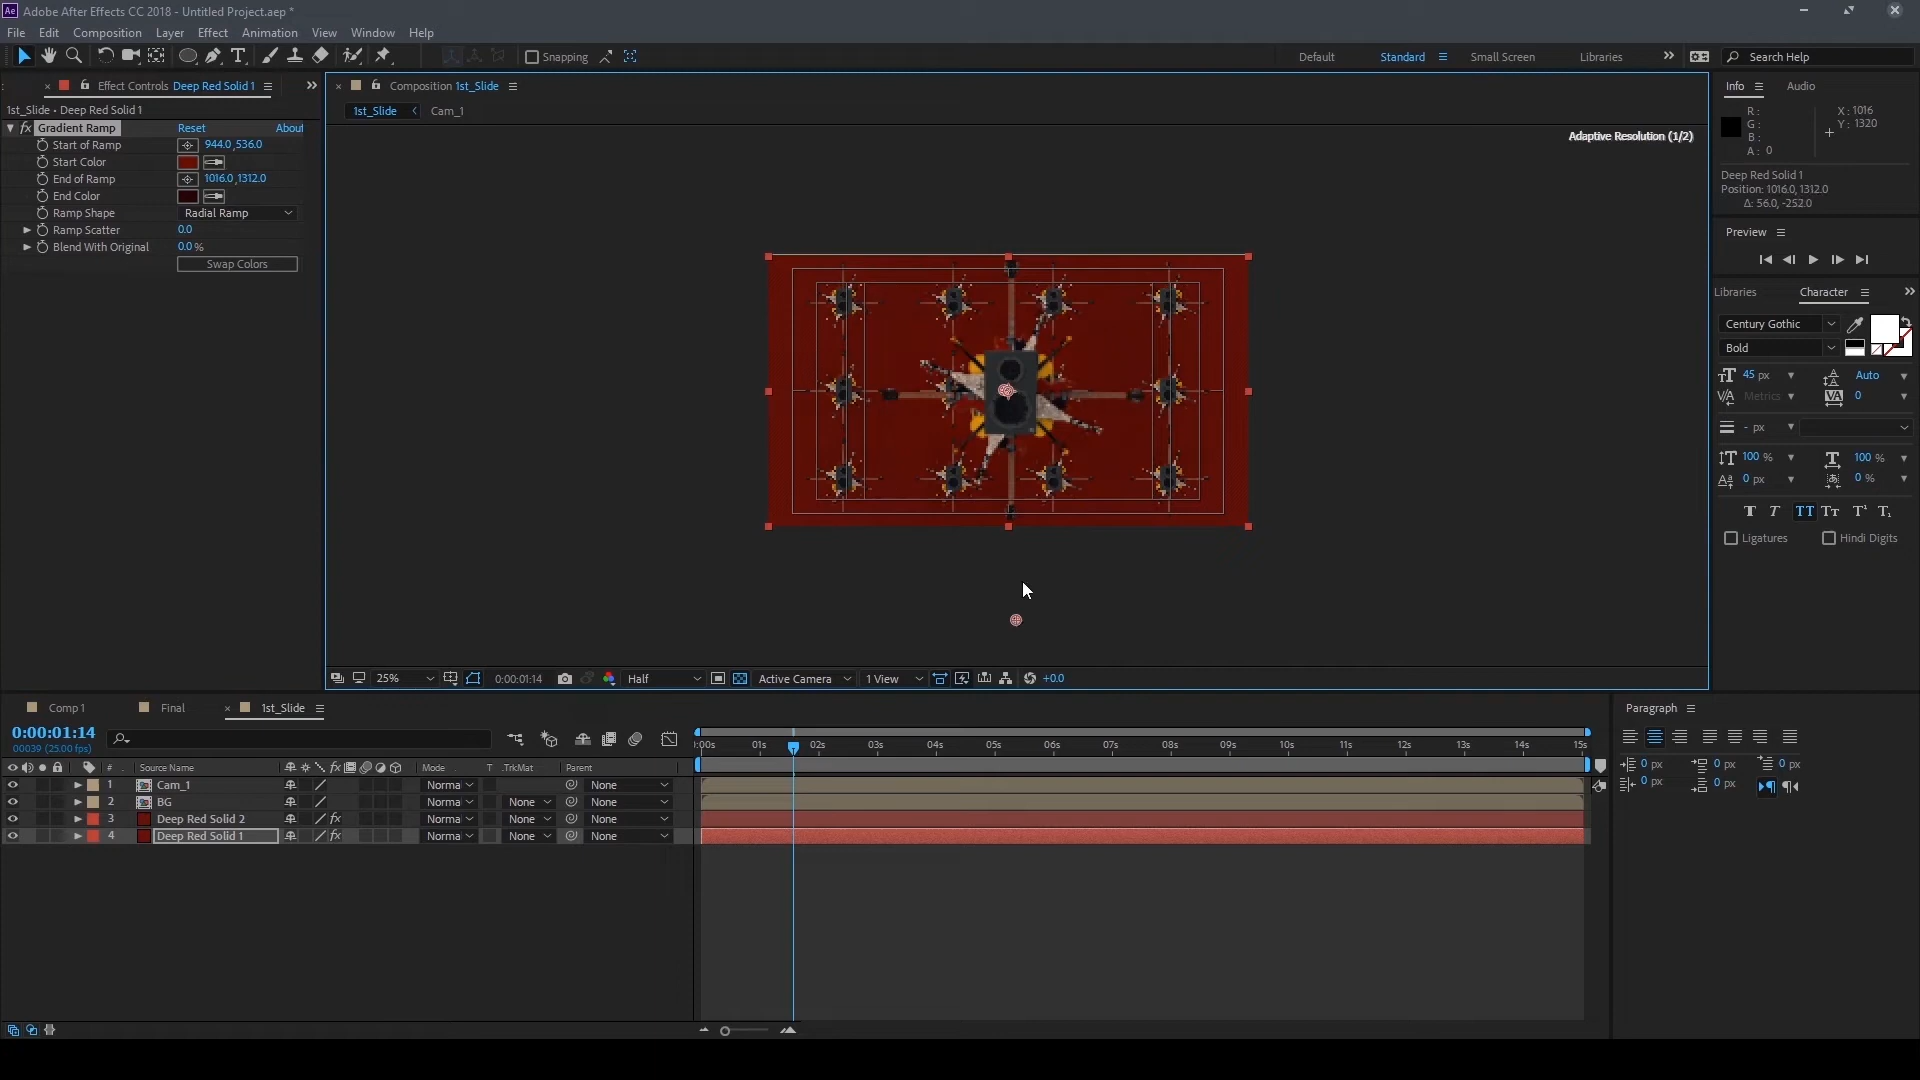 Ae Adobe After Effects CC 2018 - Untitled Project.aep *
File Edit Composition Layer Effect Animation View Window Help
T Snapping Default Standard Small Screen Libraries Search Help
Effect Controls Deep Red Solid 1
1st_Slide • Deep Red Solid 1
fx Gradient Ramp Reset About
Start of Ramp 944.0,536.0
Start Color
End of Ramp 1016.0,1312.0
End Color
Ramp Shape Radial Ramp
Ramp Scatter 0.0
Blend With Original 0.0 %
Swap Colors
Composition 1st_Slide
1st_Slide Cam_1
Adaptive Resolution (1/2)
25% 0:00:01:14 Half Active Camera 1 View +0.0
Info Audio
R: X: 1016
G: Y: 1320
B:
A: 0
Deep Red Solid 1
Position: 1016.0, 1312.0
Δ: 56.0, -252.0
Preview
Libraries Character
Century Gothic
Bold
45 px Auto
Metrics 0
- px
100 % 100 %
0 px 0 %
Ligatures Hindi Digits
Comp 1 Final 1st_Slide
0:00:01:14
00039 (25.00 fps)
# Source Name Mode T .TrkMat Parent
1 Cam_1 Norma None
2 BG Norma None None
3 Deep Red Solid 2 fx Norma None None
4 Deep Red Solid 1 fx Norma None None
):00s 01s 02s 03s 04s 05s 06s 07s 08s 09s 10s 11s 12s 13s 14s 15s
Paragraph
0 px 0 px 0 px
0 px 0 px